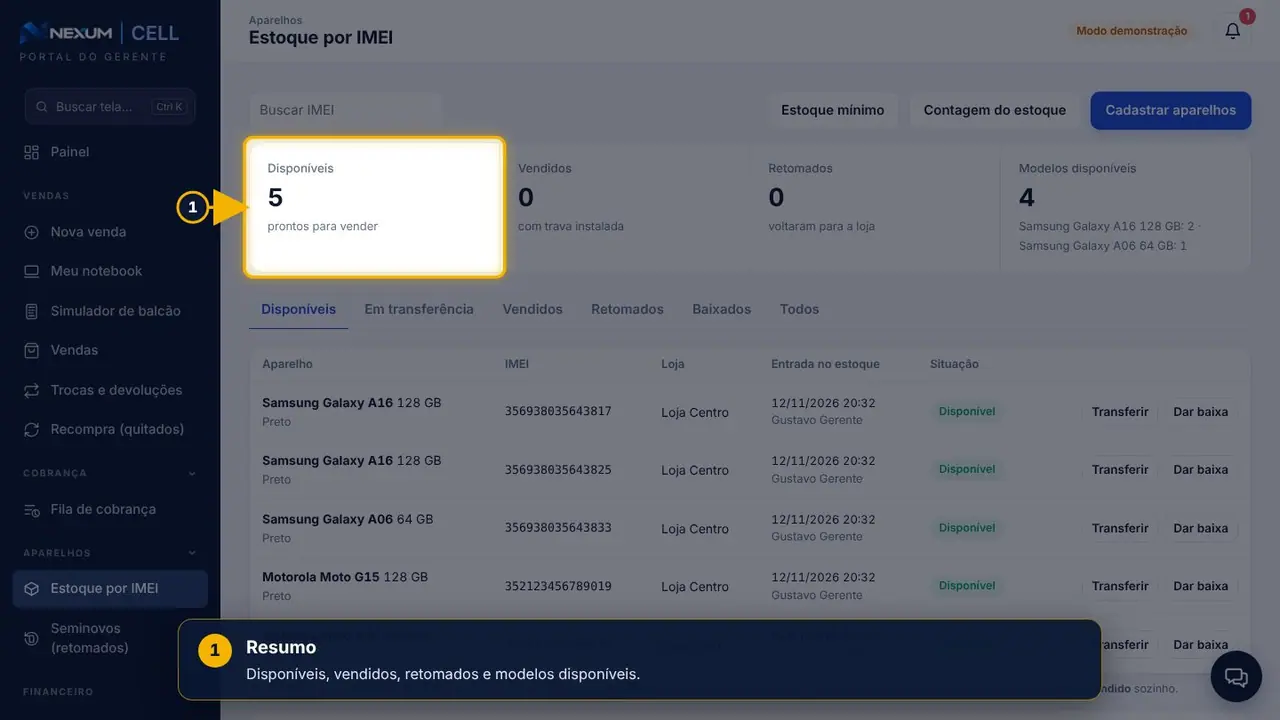 NEXUM | CELL
PORTAL DO GERENTE
Buscar tela... Ctrl K
Painel
VENDAS
Nova venda
Meu notebook
Simulador de balcão
Vendas
Trocas e devoluções
Recompra (quitados)
COBRANÇA
Fila de cobrança
APARELHOS
Estoque por IMEI
Seminovos
(retomados)
FINANCEIRO
Aparelhos
Estoque por IMEI
Modo demonstração
1
Buscar IMEI
Estoque mínimo
Contagem do estoque
Cadastrar aparelhos
1
Disponíveis
5
prontos para vender
Vendidos
0
com trava instalada
Retomados
0
voltaram para a loja
Modelos disponíveis
4
Samsung Galaxy A16 128 GB: 2 ·
Samsung Galaxy A06 64 GB: 1
Disponíveis Em transferência Vendidos Retomados Baixados Todos
Aparelho IMEI Loja Entrada no estoque Situação
Samsung Galaxy A16 128 GB
Preto
356938035643817 Loja Centro
12/11/2026 20:32
Gustavo Gerente
Disponível Transferir Dar baixa
Samsung Galaxy A16 128 GB
Preto
356938035643825 Loja Centro
12/11/2026 20:32
Gustavo Gerente
Disponível Transferir Dar baixa
Samsung Galaxy A06 64 GB
Preto
356938035643833 Loja Centro
12/11/2026 20:32
Gustavo Gerente
Disponível Transferir Dar baixa
Motorola Moto G15 128 GB
Preto
352123456789019 Loja Centro
12/11/2026 20:32
Gustavo Gerente
Disponível Transferir Dar baixa
ansferir Dar baixa
ndido sozinho.
1
Resumo
Disponíveis, vendidos, retomados e modelos disponíveis.